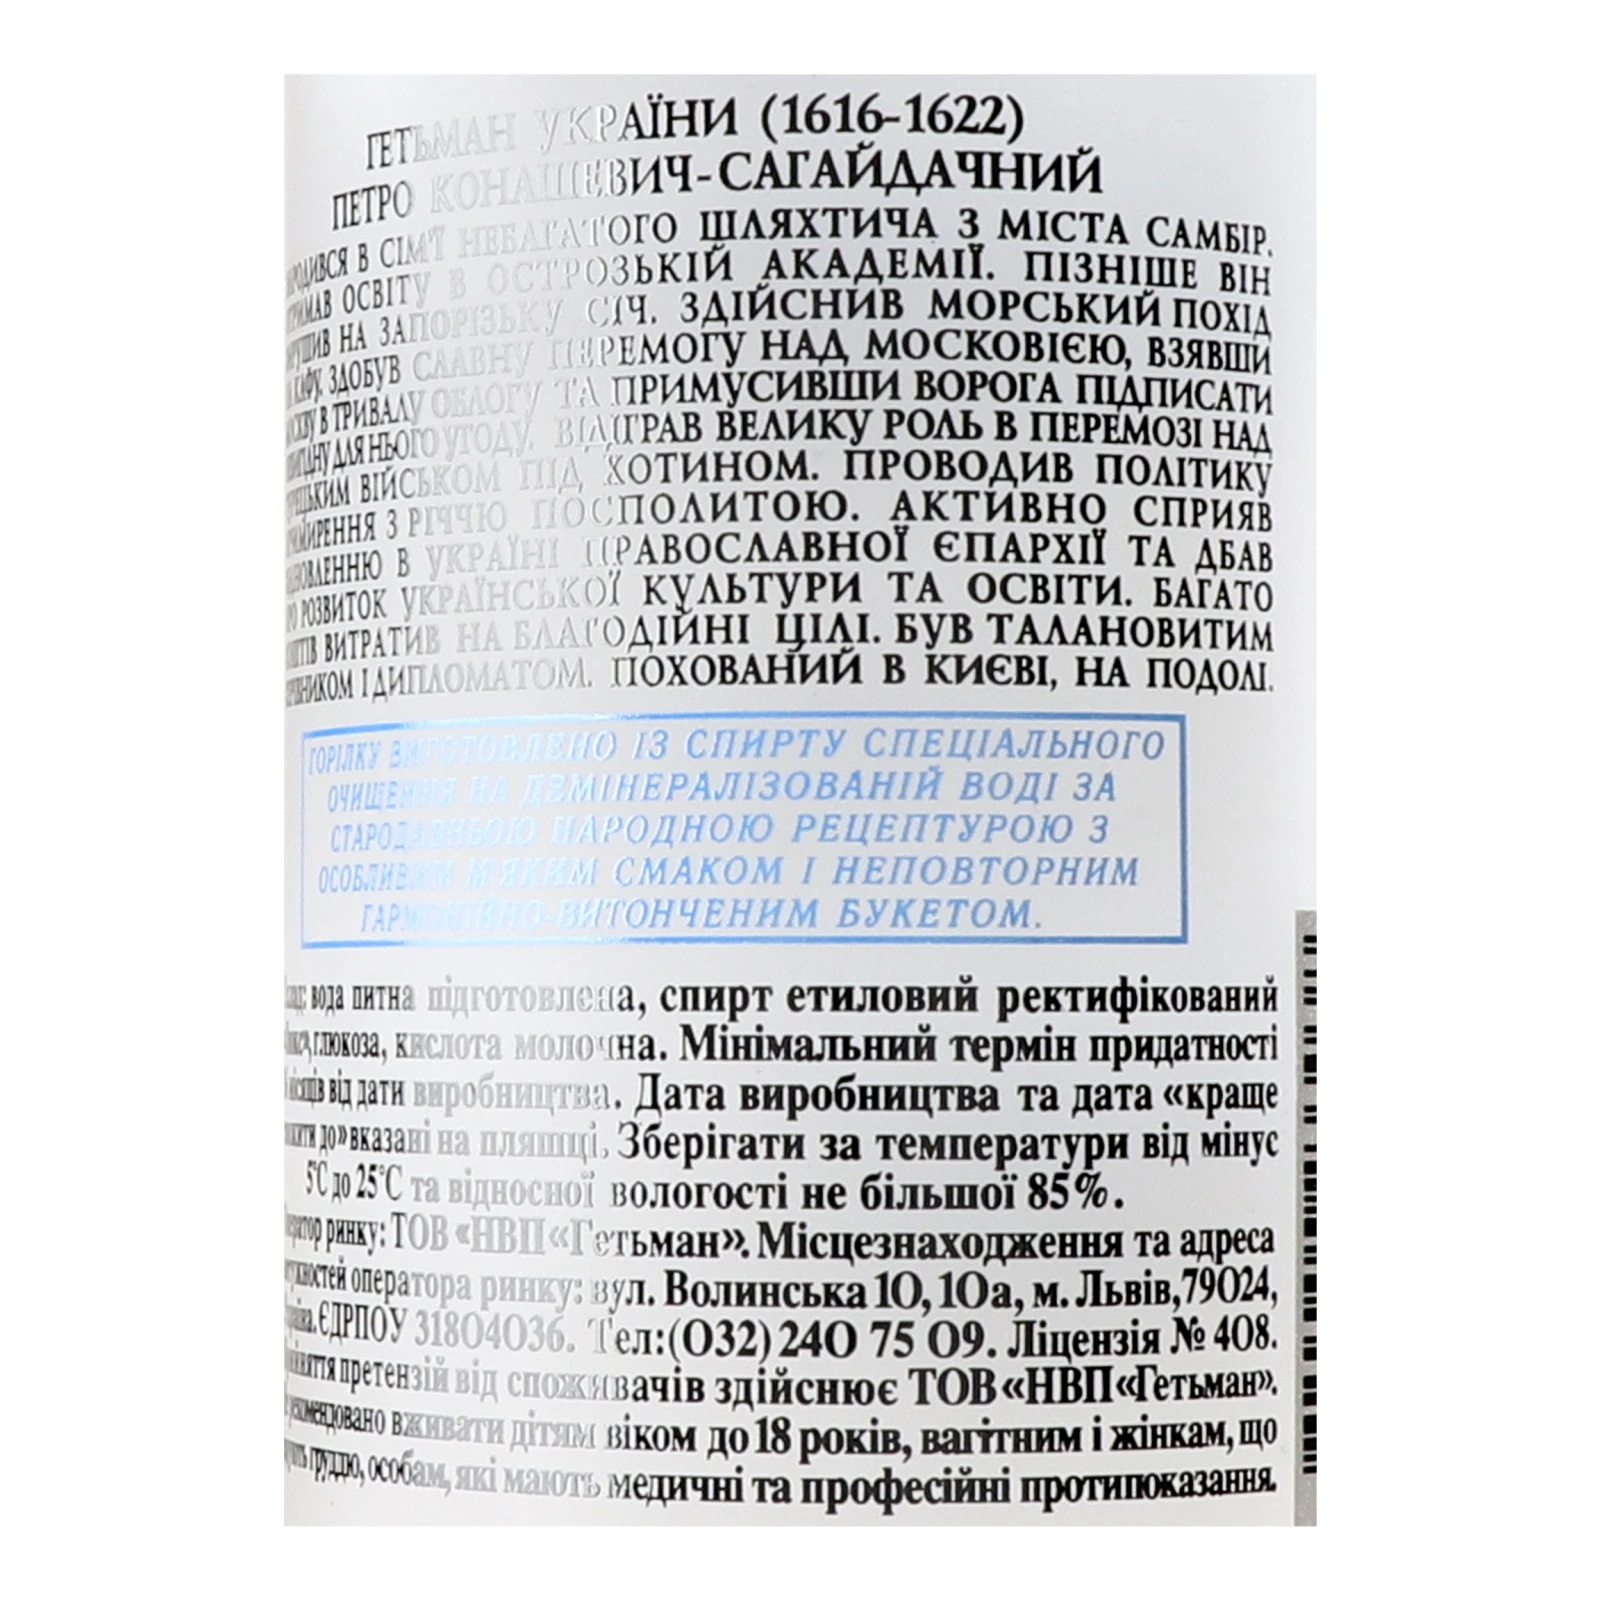 ГЕТЬМАН УКРАЇНИ (1616-1622)
ПЕТРО КОНАШЕВИЧ-САГАЙДАЧНИЙ
В СІМ'Ї НЕБАГАТОГО ШЛЯХТИЧА З МІСТА САМБІР.
ОСВІТУ В ОСТРОЗЬКІЙ АКАДЕМІЇ. ПІЗНІШЕ ВІН
НА ЗАПОРІЗЬКУ СІЧ. ЗДІЙСНИВ МОРСЬКИЙ ПОХІД
КАФУ. ЗДОБУВ СЛАВНУ ПЕРЕМОГУ НАД МОСКОВІЄЮ, ВЗЯВШИ
В ТРИВАЛУ ОБЛОГУ ТА ПРИМУСИВШИ ВОРОГА ПІДПИСАТИ
ДЛЯ НЬОГО УГОДУ. ВІДІГРАВ ВЕЛИКУ РОЛЬ В ПЕРЕМОЗІ НАД
ВІЙСЬКОМ ПІД ХОТИНОМ. ПРОВОДИВ ПОЛІТИКУ
З РІЧЧЮ ПОСПОЛИТОЮ. АКТИВНО СПРИЯВ
В УКРАЇНІ ПРАВОСЛАВНОЇ ЄПАРХІЇ ТА ДБАВ
РОЗВИТОК УКРАЇНСЬКОЇ КУЛЬТУРИ ТА ОСВІТИ. БАГАТО
ВИТРАТИВ НА БЛАГОДІЙНІ ЦІЛІ. БУВ ТАЛАНОВИТИМ
І ДИПЛОМАТОМ. ПОХОВАНИЙ В КИЄВІ, НА ПОДОЛІ.
ГОРІЛКУ ВИГОТОВЛЕНО ІЗ СПИРТУ СПЕЦІАЛЬНОГО
ОЧИЩЕННЯ НА ДЕМІНЕРАЛІЗОВАНІЙ ВОДІ ЗА
СТАРОДАВНЬОЮ НАРОДНОЮ РЕЦЕПТУРОЮ З
ОСОБЛИВИМ М'ЯКИМ СМАКОМ І НЕПОВТОРНИМ
ГАРМОНІЙНО-ВИТОНЧЕНИМ БУКЕТОМ.
вода питна підготовлена, спирт етиловий ректифікований
глюкоза, кислота молочна. Мінімальний термін придатності
місяців від дати виробництва. Дата виробництва та дата «краще
до» вказані на пляшці. Зберігати за температури від мінус
5°С до 25°С та відносної вологості не більшої 85%.
ринку: ТОВ «НВП«Гетьман». Місцезнаходження та адреса
оператора ринку: вул. Волинська 10, 10а, м. Львів, 79024,
ЄДРПОУ 31804036. Тел:(032) 240 75 09. Ліцензія № 408.
претензій від споживачів здійснює ТОВ «НВП«Гетьман».
вживати дітям віком до 18 років, вагітним і жінкам, що
груддю, особам, які мають медичні та професійні протипоказання.